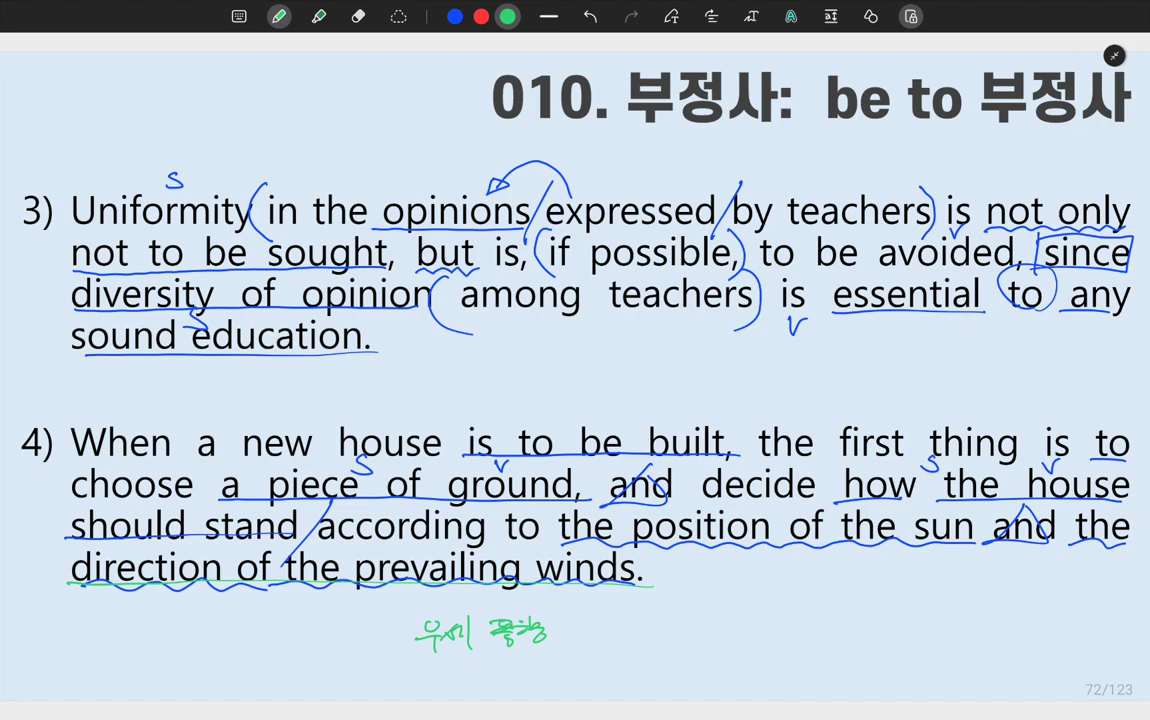 010. 부정사: be to 부정사
S
3) Uniformity in the opinions expressed by teachers is not only
v
not to be sought, but is, if possible, to be avoided, since
diversity of opinion among teachers is essential to any
S v
sound education.
4) When a new house is to be built, the first thing is to
S v S v
choose a piece of ground, and decide how the house
should stand according to the position of the sun and the
direction of the prevailing winds.
우세
72/123